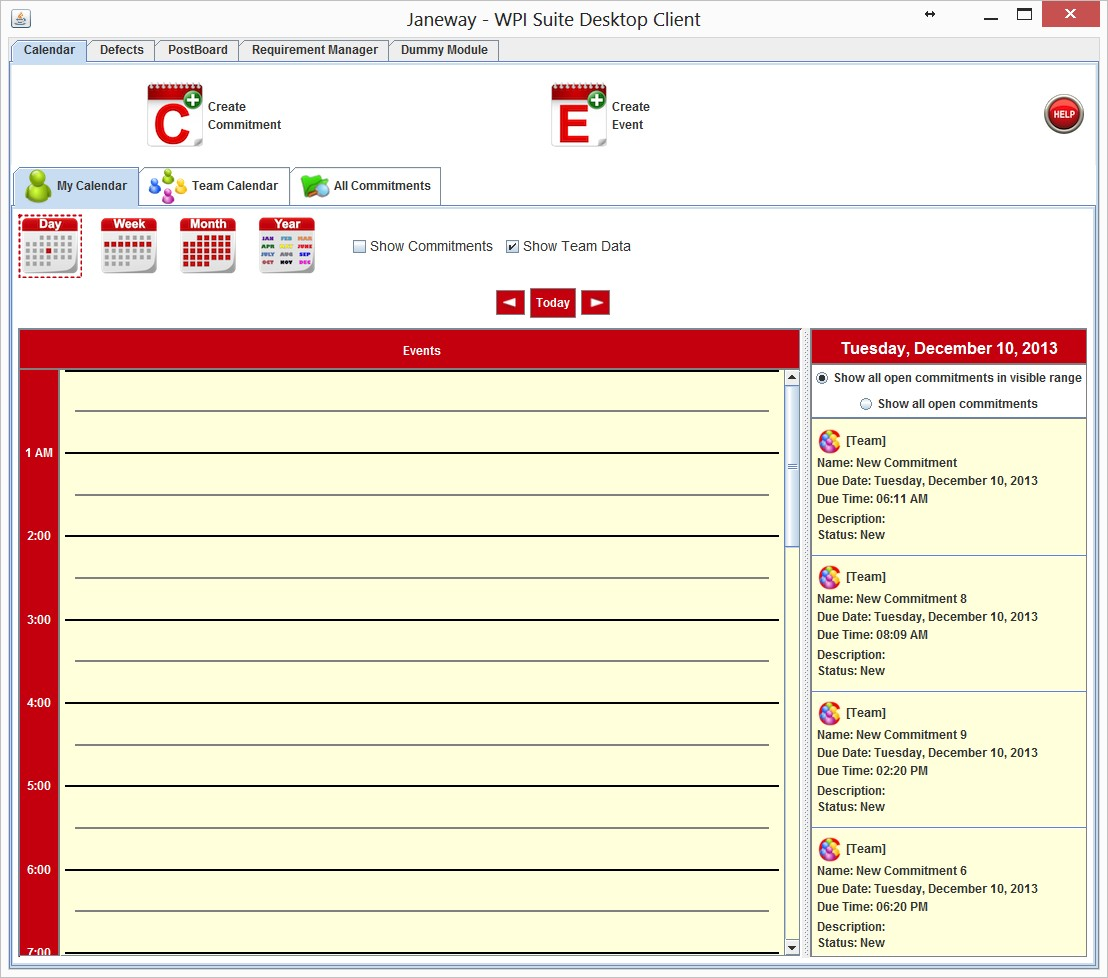 Janeway - WPI Suite Desktop Client
Calendar
Defects
PostBoard
Requirement Manager
Dummy Module
C
Create
Commitment
E
Create
Event
HELP
My Calendar
Team Calendar
All Commitments
Day
Week
Month
Year
JAN FEB MAR
APR MAY JUNE
JULY AUG SEP
OCT NOV DEC
Show Commitments
Show Team Data
Today
Events
1 AM
2:00
3:00
4:00
5:00
6:00
7:00
Tuesday, December 10, 2013
Show all open commitments in visible range
Show all open commitments
[Team]
Name: New Commitment
Due Date: Tuesday, December 10, 2013
Due Time: 06:11 AM
Description:
Status: New
[Team]
Name: New Commitment 8
Due Date: Tuesday, December 10, 2013
Due Time: 08:09 AM
Description:
Status: New
[Team]
Name: New Commitment 9
Due Date: Tuesday, December 10, 2013
Due Time: 02:20 PM
Description:
Status: New
[Team]
Name: New Commitment 6
Due Date: Tuesday, December 10, 2013
Due Time: 06:20 PM
Description:
Status: New